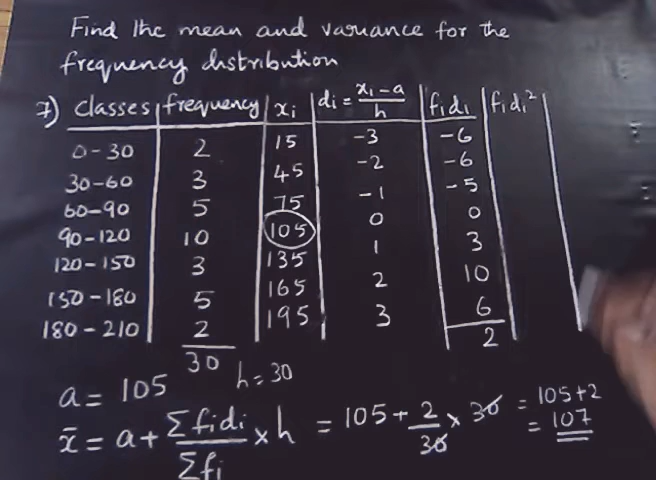 Find the mean and variance for the
frequency distribution
7) Classes frequency xi di = xi - a / h fidi fidi²
0-30 2 15 -3 -6
30-60 3 45 -2 -6
60-90 5 75 -1 -5
90-120 10 105 0 0
120-150 3 135 1 3
150-180 5 165 2 10
180-210 2 195 3 6
30 2
a = 105 h = 30
x̄ = a + Σfidi / Σfi × h = 105 + 2/30 × 30 = 105+2
= 107